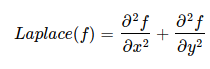 Laplace(f) = ∂²f/∂x² + ∂²f/∂y²